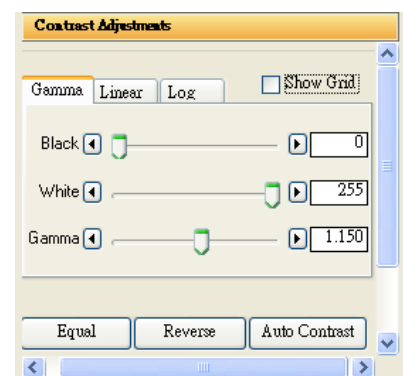 Contrast Adjustments
Gamma Linear Log Show Grid
Black 0
White 255
Gamma 1.150
Equal Reverse Auto Contrast